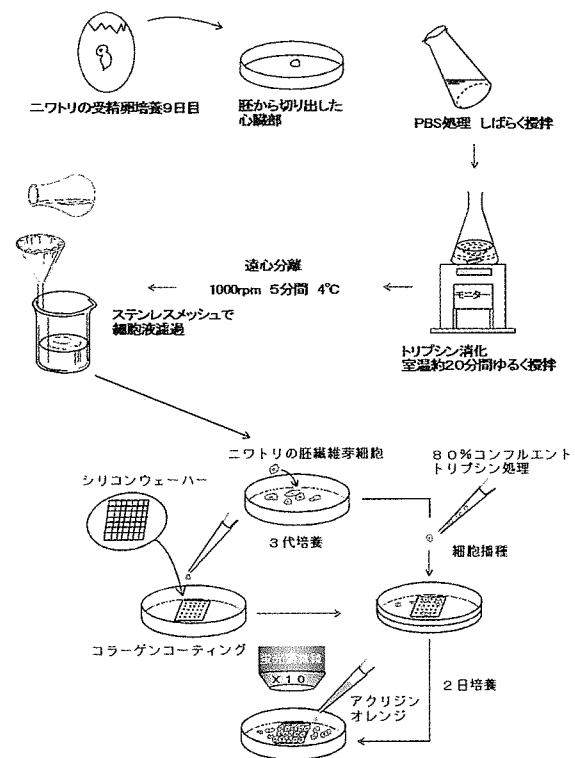 ニワトリの受精卵培養9日目
胚から切り出した
心臓部
PBS処理 しばらく攪拌
遠心分離
1000rpm 5分間 4℃
モニター
ステンレスメッシュで
細胞液濾過
トリプシン消化
室温約20分間ゆるく攪拌
ニワトリの胚繊維芽細胞
80%コンフルエント
トリプシン処理
シリコンウェーハー
3代培養
細胞播種
コラーゲンコーティング
X10
2日培養
アクリジン
オレンジ